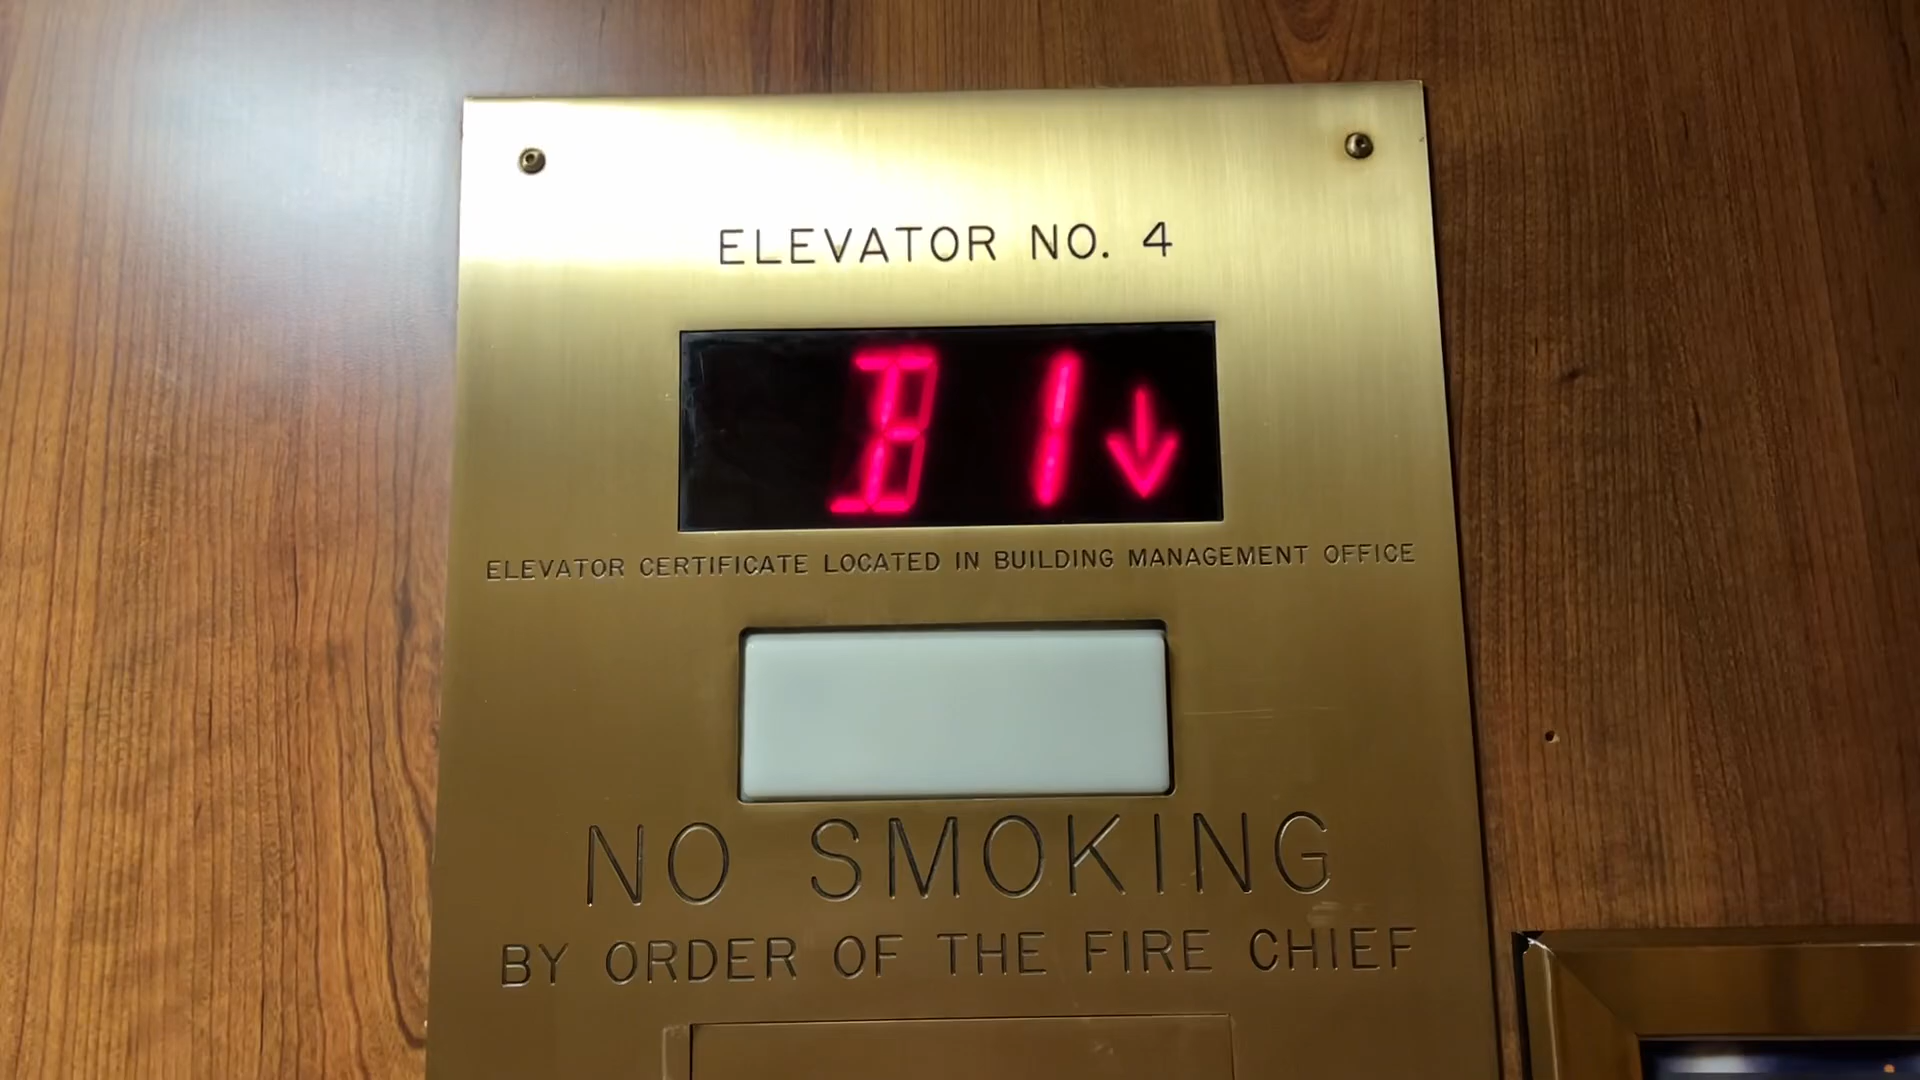 ELEVATOR NO. 4
B1↓
ELEVATOR CERTIFICATE LOCATED IN BUILDING MANAGEMENT OFFICE
NO SMOKING
BY ORDER OF THE FIRE CHIEF